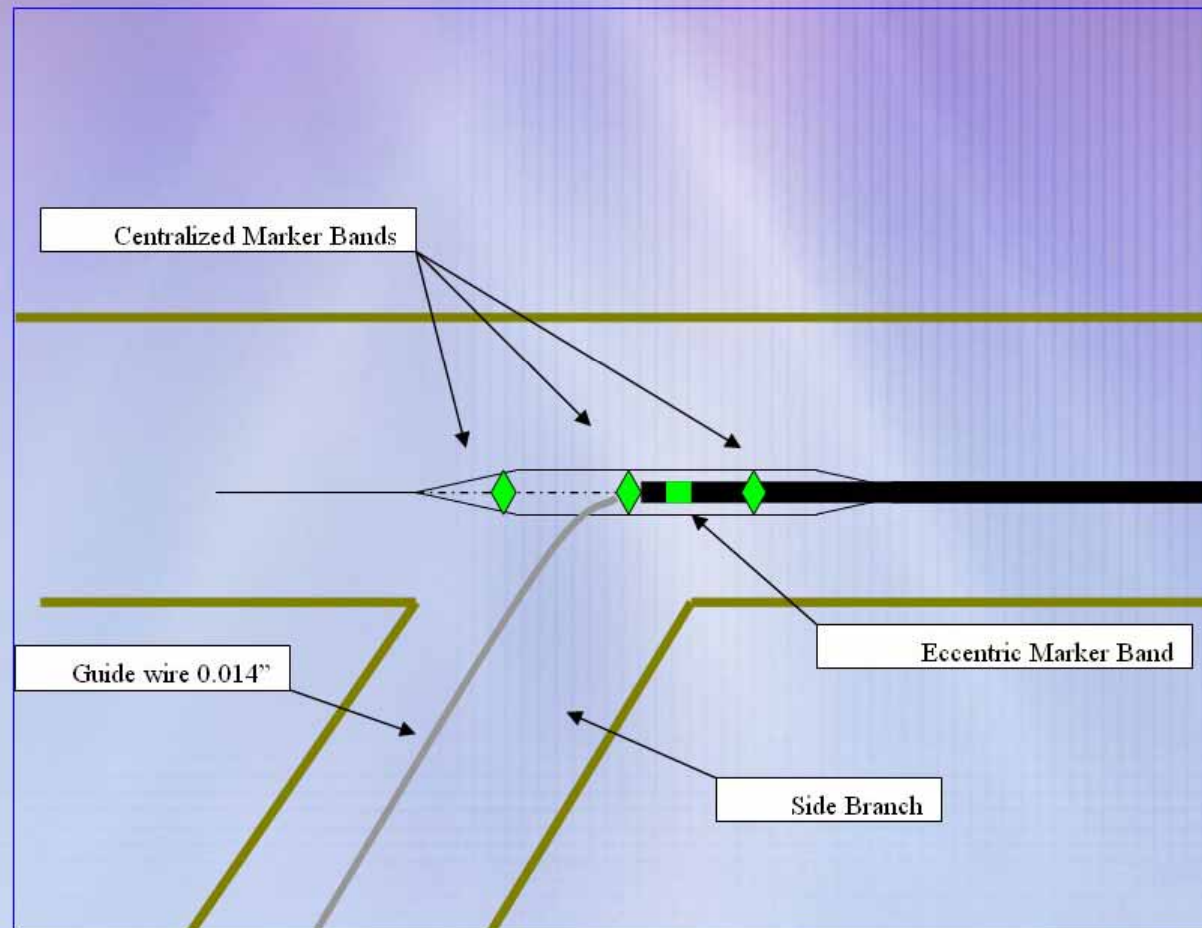 Centralized Marker Bands
Guide wire 0.014”
Eccentric Marker Band
Side Branch